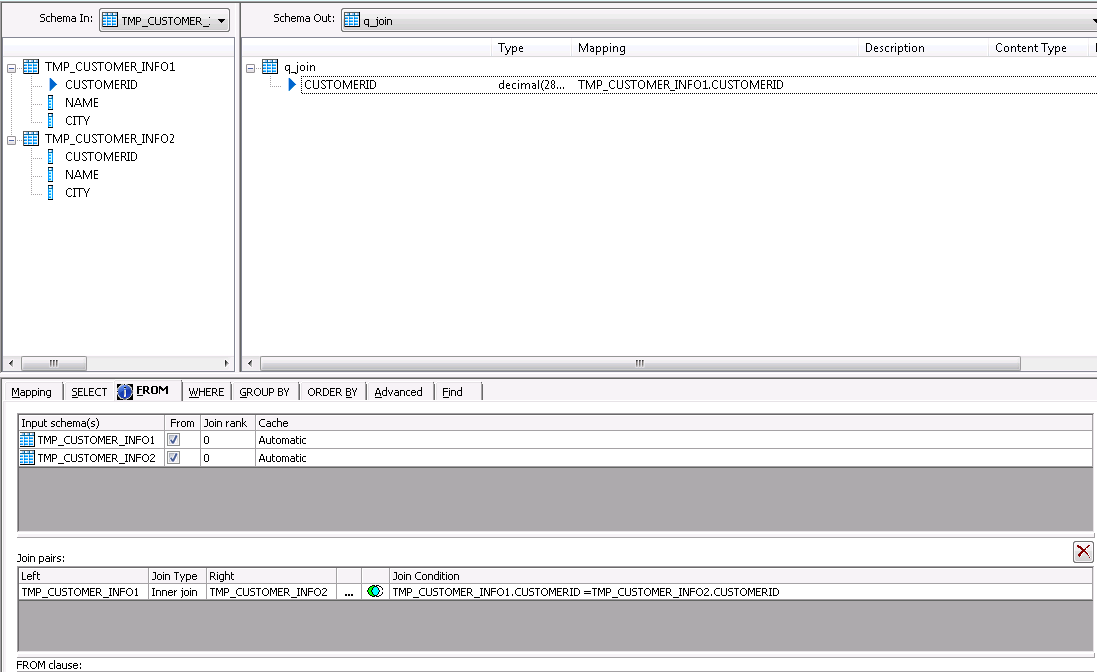 Schema In: TMP_CUSTOMER_ Schema Out: q_join
Type Mapping Description Content Type
TMP_CUSTOMER_INFO1
CUSTOMERID
NAME
CITY
TMP_CUSTOMER_INFO2
CUSTOMERID
NAME
CITY
q_join
CUSTOMERID decimal(28... TMP_CUSTOMER_INFO1.CUSTOMERID
Mapping SELECT FROM WHERE GROUP BY ORDER BY Advanced Find
Input schema(s) From Join rank Cache
TMP_CUSTOMER_INFO1 0 Automatic
TMP_CUSTOMER_INFO2 0 Automatic
Join pairs:
Left Join Type Right Join Condition
TMP_CUSTOMER_INFO1 Inner join TMP_CUSTOMER_INFO2 ... TMP_CUSTOMER_INFO1.CUSTOMERID =TMP_CUSTOMER_INFO2.CUSTOMERID
FROM clause: